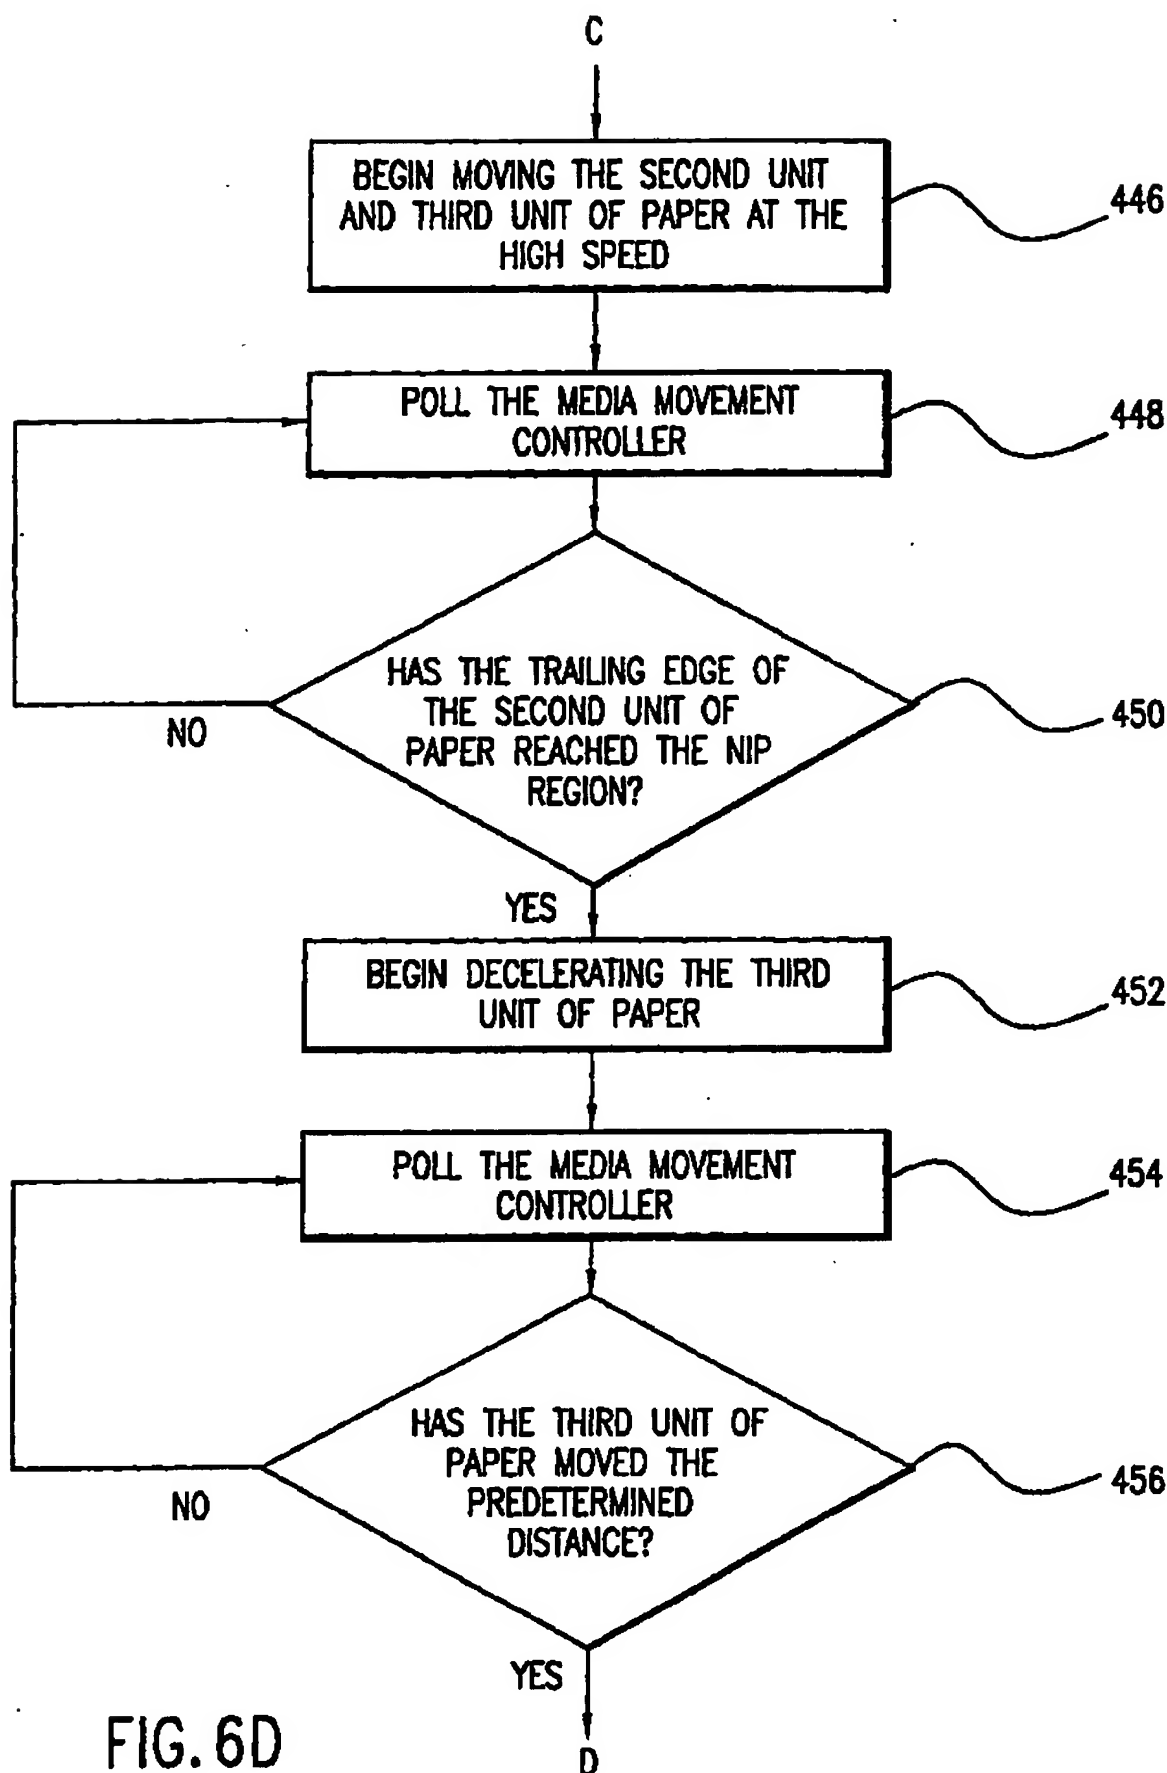 C
BEGIN MOVING THE SECOND UNIT
AND THIRD UNIT OF PAPER AT THE
HIGH SPEED
446
POLL THE MEDIA MOVEMENT
CONTROLLER
448
HAS THE TRAILING EDGE OF
THE SECOND UNIT OF
PAPER REACHED THE NIP
REGION?
450
NO
YES
BEGIN DECELERATING THE THIRD
UNIT OF PAPER
452
POLL THE MEDIA MOVEMENT
CONTROLLER
454
HAS THE THIRD UNIT OF
PAPER MOVED THE
PREDETERMINED
DISTANCE?
456
NO
YES
D
FIG. 6D